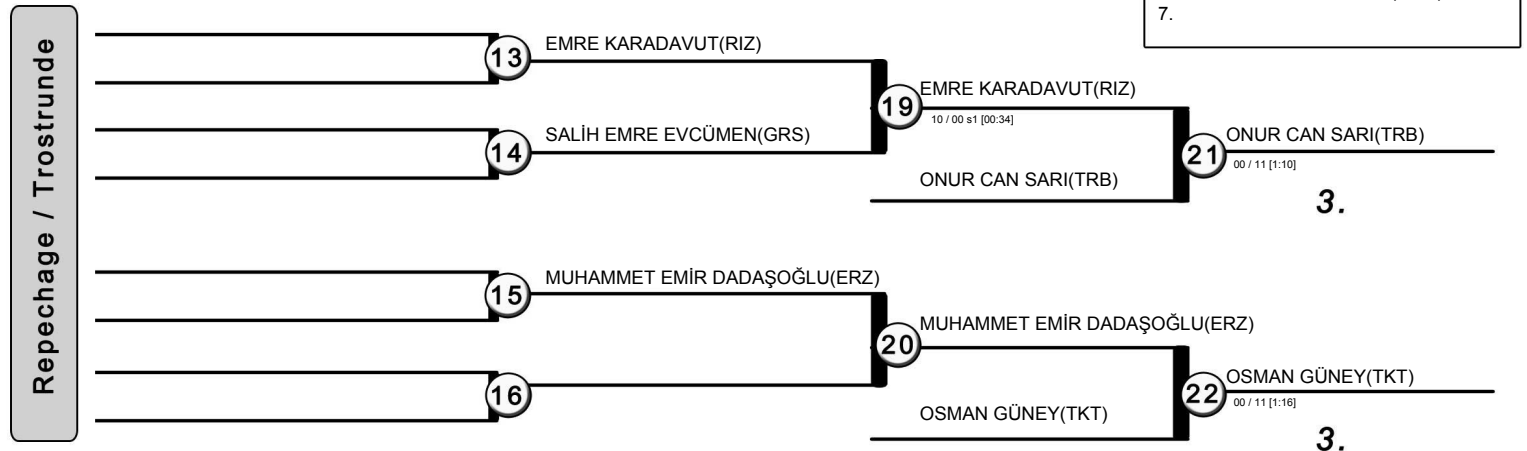 7.
Repechage / Trostrunde
13
EMRE KARADAVUT(RIZ)
14
SALİH EMRE EVCÜMEN(GRS)
19
EMRE KARADAVUT(RIZ)
10 / 00 s1 [00:34]
ONUR CAN SARI(TRB)
21
ONUR CAN SARI(TRB)
00 / 11 [1:10]
3.
15
MUHAMMET EMİR DADAŞOĞLU(ERZ)
16
20
MUHAMMET EMİR DADAŞOĞLU(ERZ)
OSMAN GÜNEY(TKT)
22
OSMAN GÜNEY(TKT)
00 / 11 [1:16]
3.